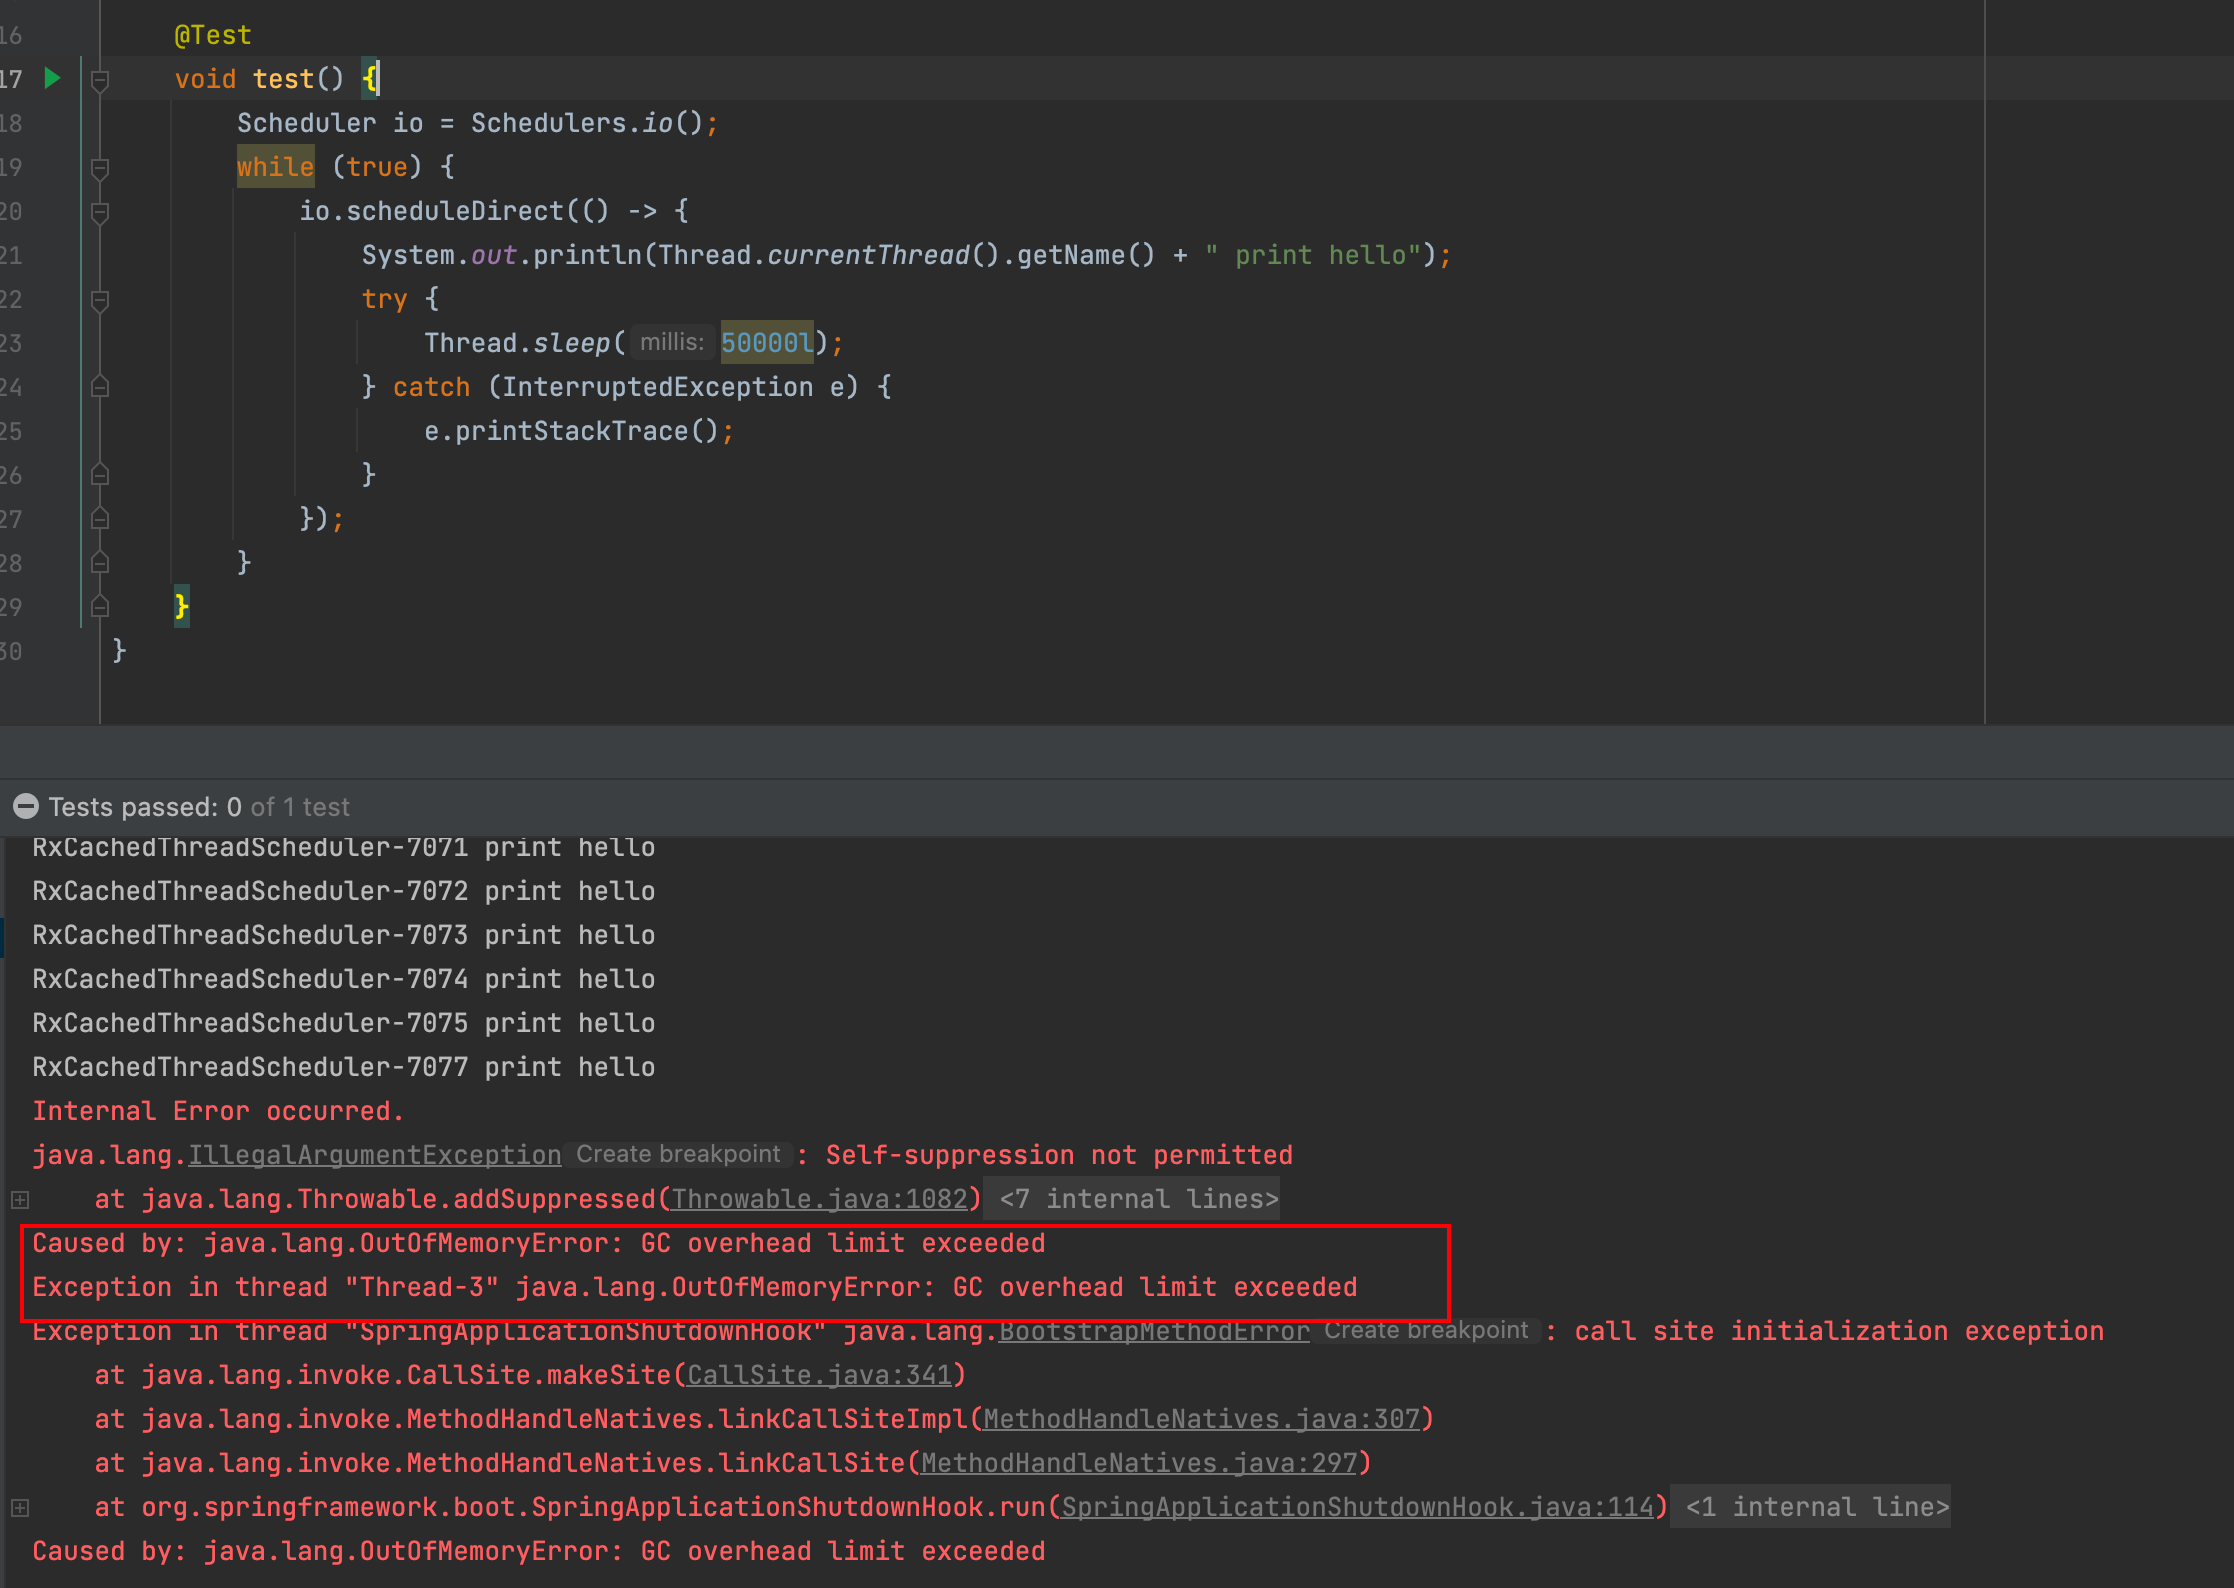 16 @Test
17 void test() {
18 Scheduler io = Schedulers.io();
19 while (true) {
20 io.scheduleDirect(() -> {
21 System.out.println(Thread.currentThread().getName() + " print hello");
22 try {
23 Thread.sleep( millis: 50000l);
24 } catch (InterruptedException e) {
25 e.printStackTrace();
26 }
27 });
28 }
29 }
30 }
Tests passed: 0 of 1 test
RxCachedThreadScheduler-7071 print hello
RxCachedThreadScheduler-7072 print hello
RxCachedThreadScheduler-7073 print hello
RxCachedThreadScheduler-7074 print hello
RxCachedThreadScheduler-7075 print hello
RxCachedThreadScheduler-7077 print hello
Internal Error occurred.
java.lang.IllegalArgumentException Create breakpoint : Self-suppression not permitted
at java.lang.Throwable.addSuppressed(Throwable.java:1082) <7 internal lines>
Caused by: java.lang.OutOfMemoryError: GC overhead limit exceeded
Exception in thread "Thread-3" java.lang.OutOfMemoryError: GC overhead limit exceeded
Exception in thread "SpringApplicationShutdownHook" java.lang.BootstrapMethodError Create breakpoint : call site initialization exception
at java.lang.invoke.CallSite.makeSite(CallSite.java:341)
at java.lang.invoke.MethodHandleNatives.linkCallSiteImpl(MethodHandleNatives.java:307)
at java.lang.invoke.MethodHandleNatives.linkCallSite(MethodHandleNatives.java:297)
at org.springframework.boot.SpringApplicationShutdownHook.run(SpringApplicationShutdownHook.java:114) <1 internal line>
Caused by: java.lang.OutOfMemoryError: GC overhead limit exceeded